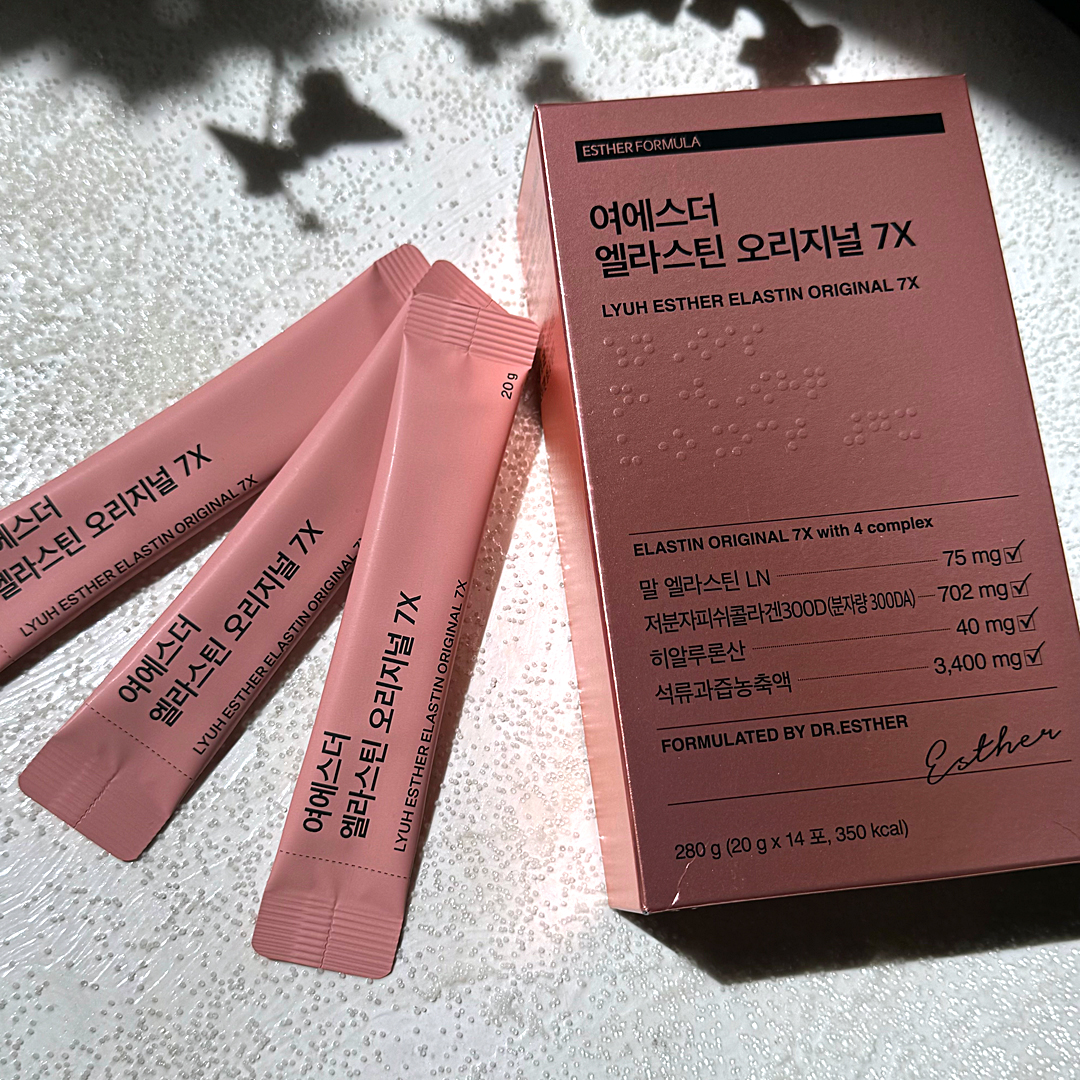 ESTHER FORMULA
여에스더
엘라스틴 오리지널 7X
LYUH ESTHER ELASTIN ORIGINAL 7X
ELASTIN ORIGINAL 7X with 4 complex
말 엘라스틴 LN 75 mg
저분자피쉬콜라겐300D(분자량 300DA) 702 mg
히알루론산 40 mg
석류과즙농축액 3,400 mg
FORMULATED BY DR.ESTHER
Esther
280 g (20 g x 14 포, 350 kcal)
에스더
엘라스틴 오리지널 7X
LYUH ESTHER ELASTIN ORIGINAL 7X
여에스더
엘라스틴 오리지널 7X
LYUH ESTHER ELASTIN ORIGINAL 7X
20 g
여에스더
엘라스틴 오리지널 7X
LYUH ESTHER ELASTIN ORIGINAL 7X